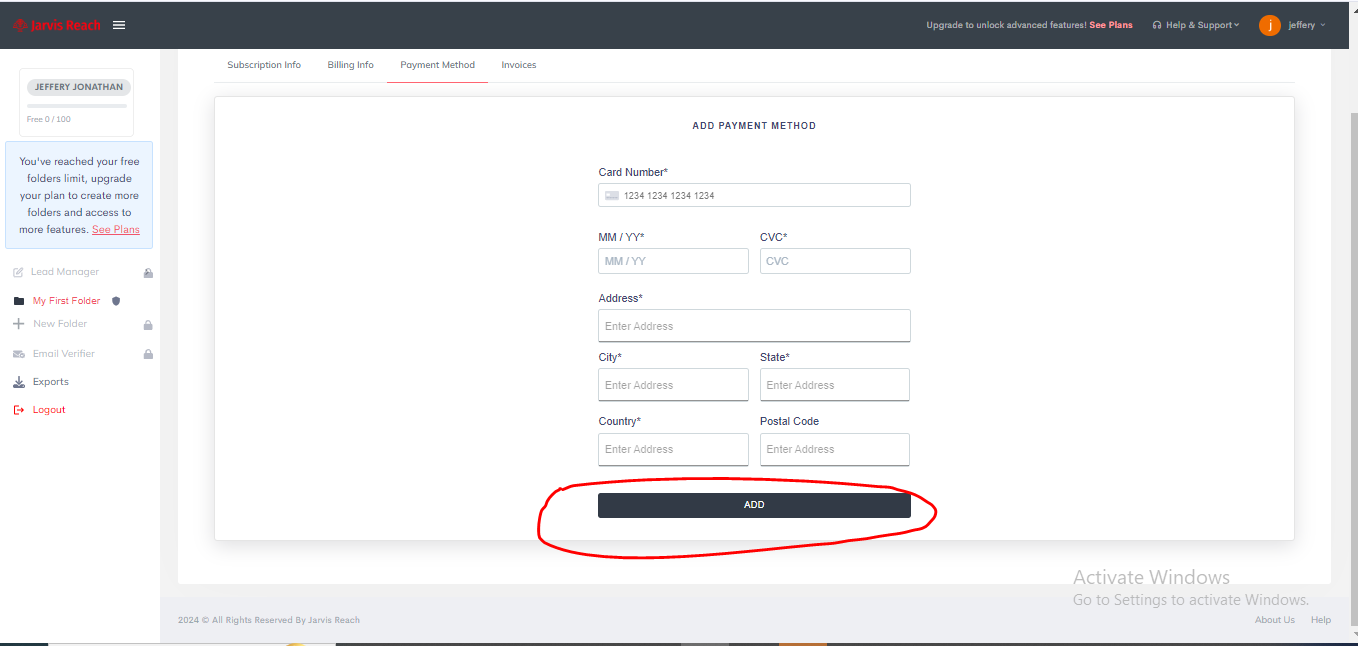 Jarvis Reach
Upgrade to unlock advanced features! See Plans
Help & Support
j
jeffery
JEFFERY JONATHAN
Free 0 / 100
You've reached your free
folders limit, upgrade
your plan to create more
folders and access to
more features. See Plans
Lead Manager
My First Folder
New Folder
Email Verifier
Exports
Logout
Subscription Info
Billing Info
Payment Method
Invoices
ADD PAYMENT METHOD
Card Number*
1234 1234 1234 1234
MM / YY*
CVC*
MM / YY
CVC
Address*
Enter Address
City*
State*
Enter Address
Enter Address
Country*
Postal Code
Enter Address
Enter Address
ADD
Activate Windows
Go to Settings to activate Windows.
2024 © All Rights Reserved By Jarvis Reach
About Us
Help